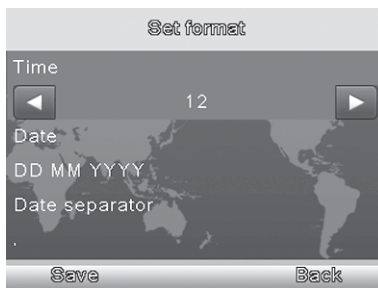 Set format
Time
12
Date
DD MM YYYY
Date separator
.
Save Back